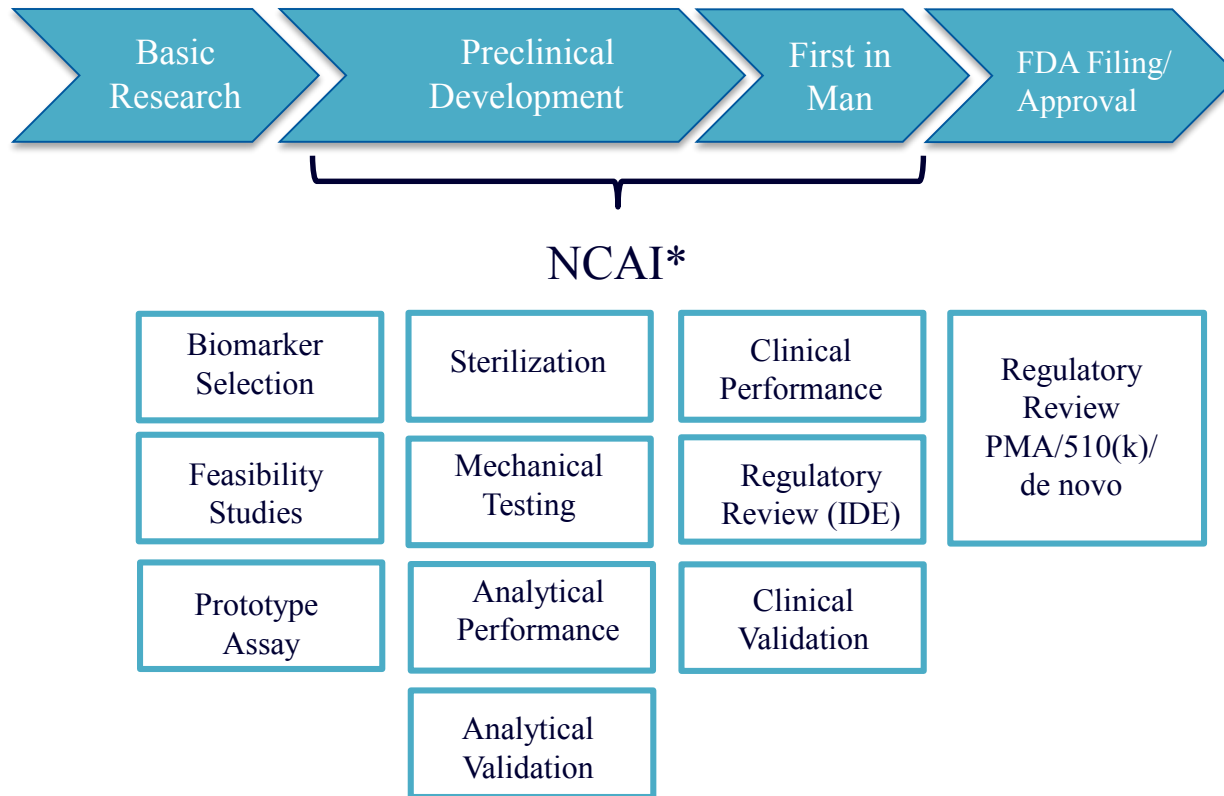 Basic
Research
Preclinical
Development
First in
Man
FDA Filing/
Approval
NCAI*
Biomarker
Selection
Feasibility
Studies
Prototype
Assay
Sterilization
Mechanical
Testing
Analytical
Performance
Analytical
Validation
Clinical
Performance
Regulatory
Review (IDE)
Clinical
Validation
Regulatory
Review
PMA/510(k)/
de novo